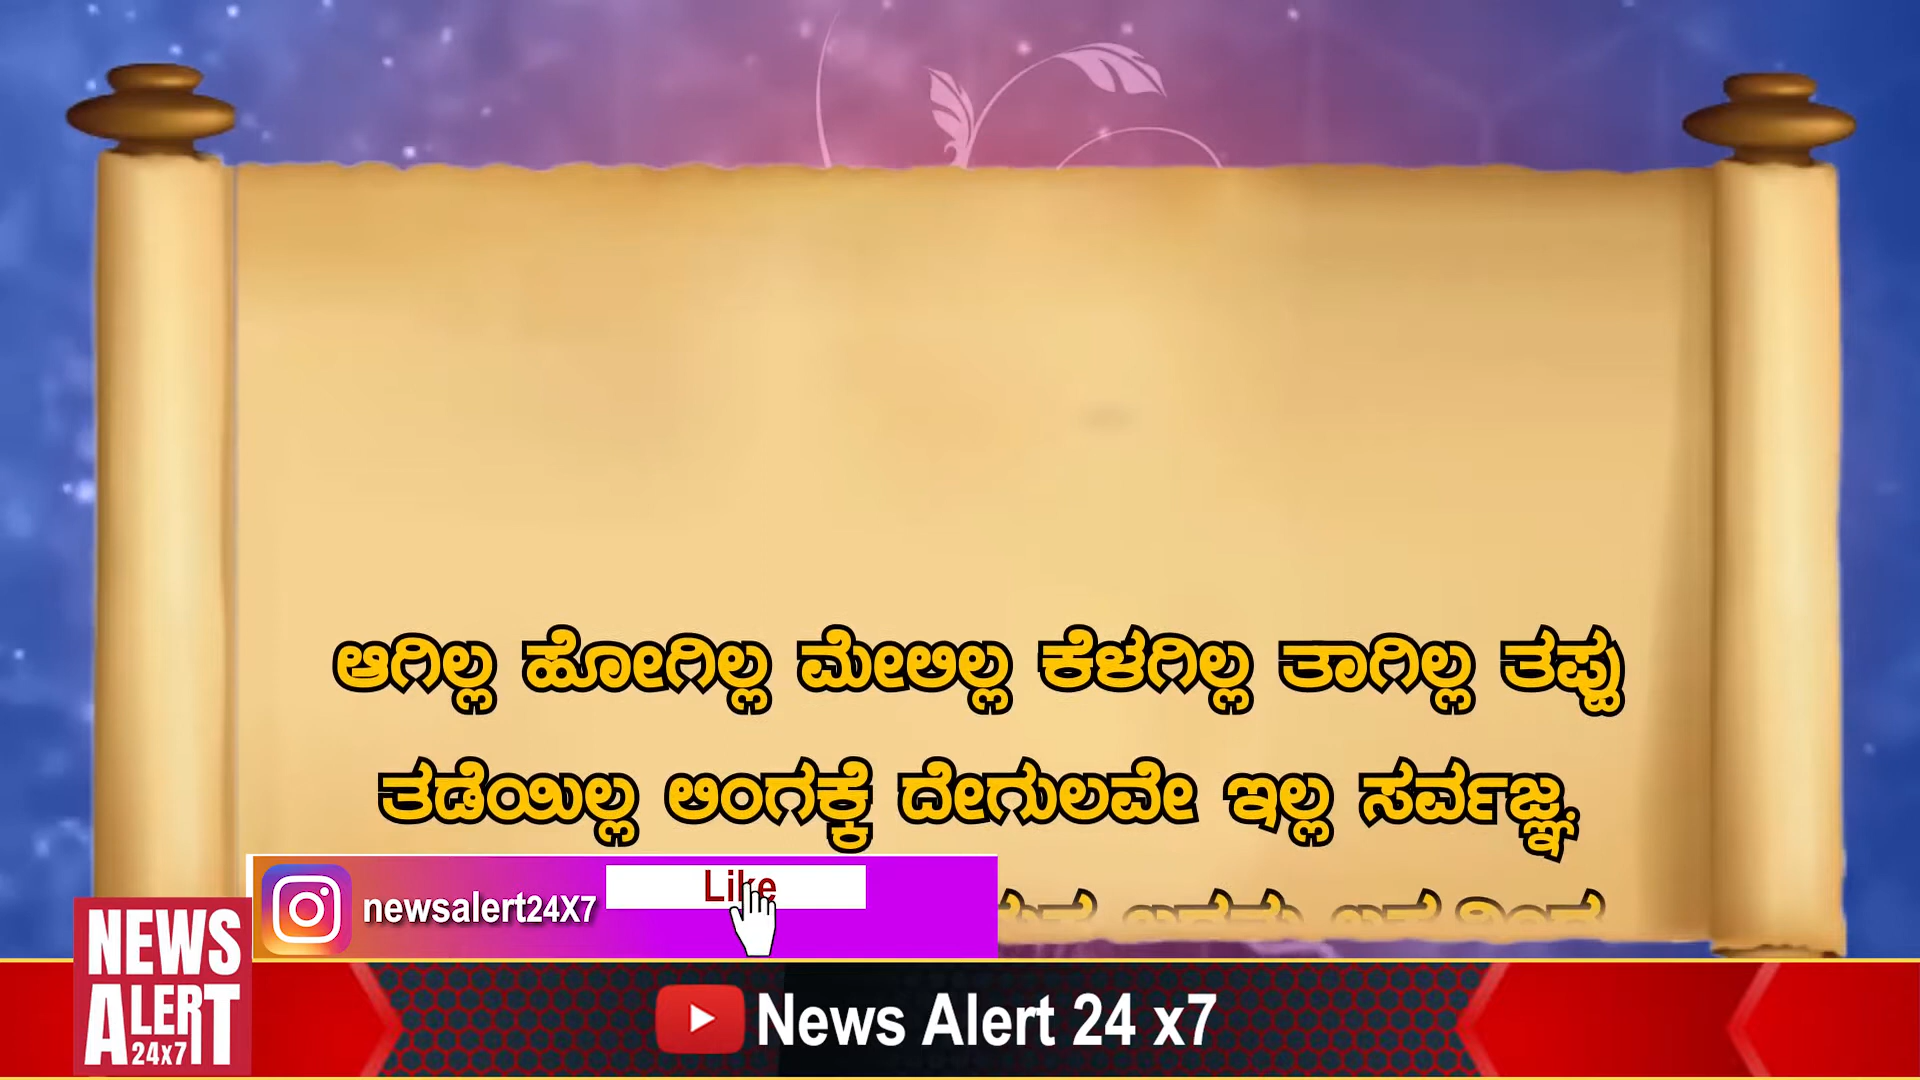 ಆಗಿಲ್ಲ ಹೋಗಿಲ್ಲ ಮೇಲಿಲ್ಲ ಕೆಳಗಿಲ್ಲ ತಾಗಿಲ್ಲ ತಪ್ಪು
ತಡೆಯಿಲ್ಲ ಲಿಂಗಕ್ಕೆ ದೇಗುಲವೇ ಇಲ್ಲ ಸರ್ವಜ್ಞ
newsalert24X7
Like
NEWS
ALERT
24x7
News Alert 24 x7